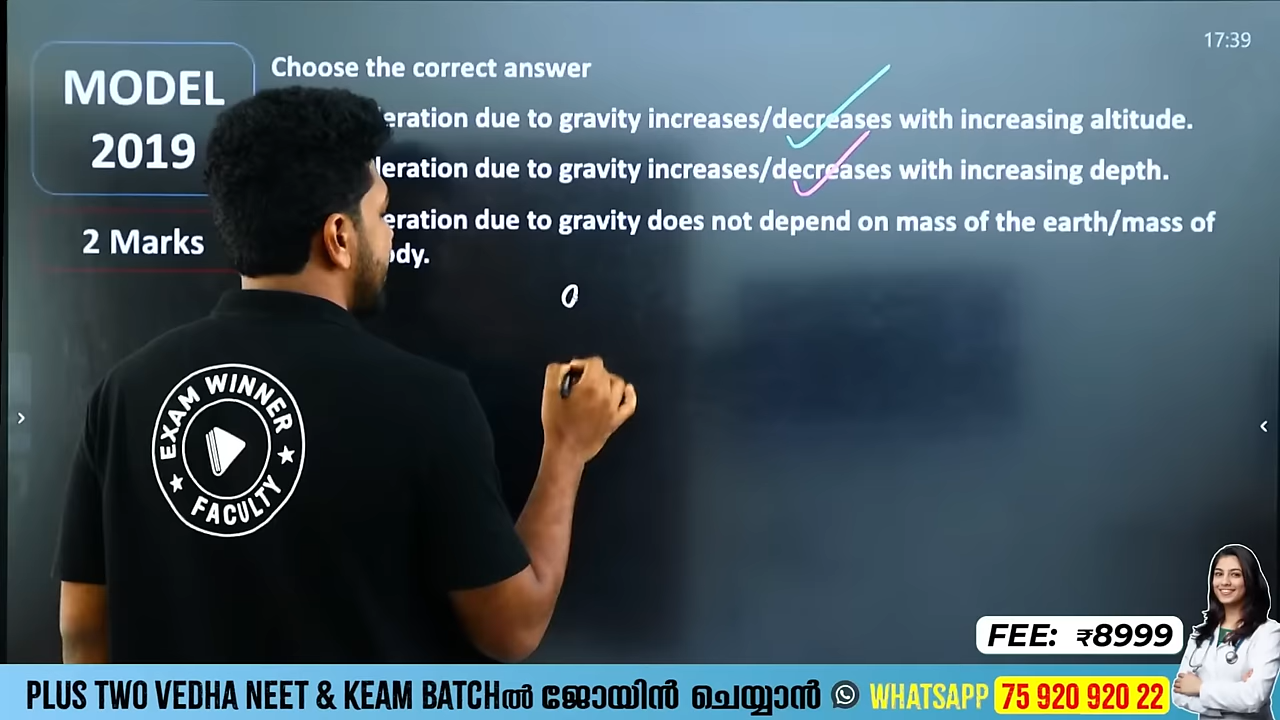 17:39
MODEL
2019
2 Marks
Choose the correct answer
eration due to gravity increases/decreases with increasing altitude.
leration due to gravity increases/decreases with increasing depth.
eration due to gravity does not depend on mass of the earth/mass of
ody.
EXAM WINNER
FACULTY
FEE: ₹8999
PLUS TWO VEDHA NEET & KEAM BATCHൽ ജോയിൻ ചെയ്യാൻ WHATSAPP 75 920 920 22